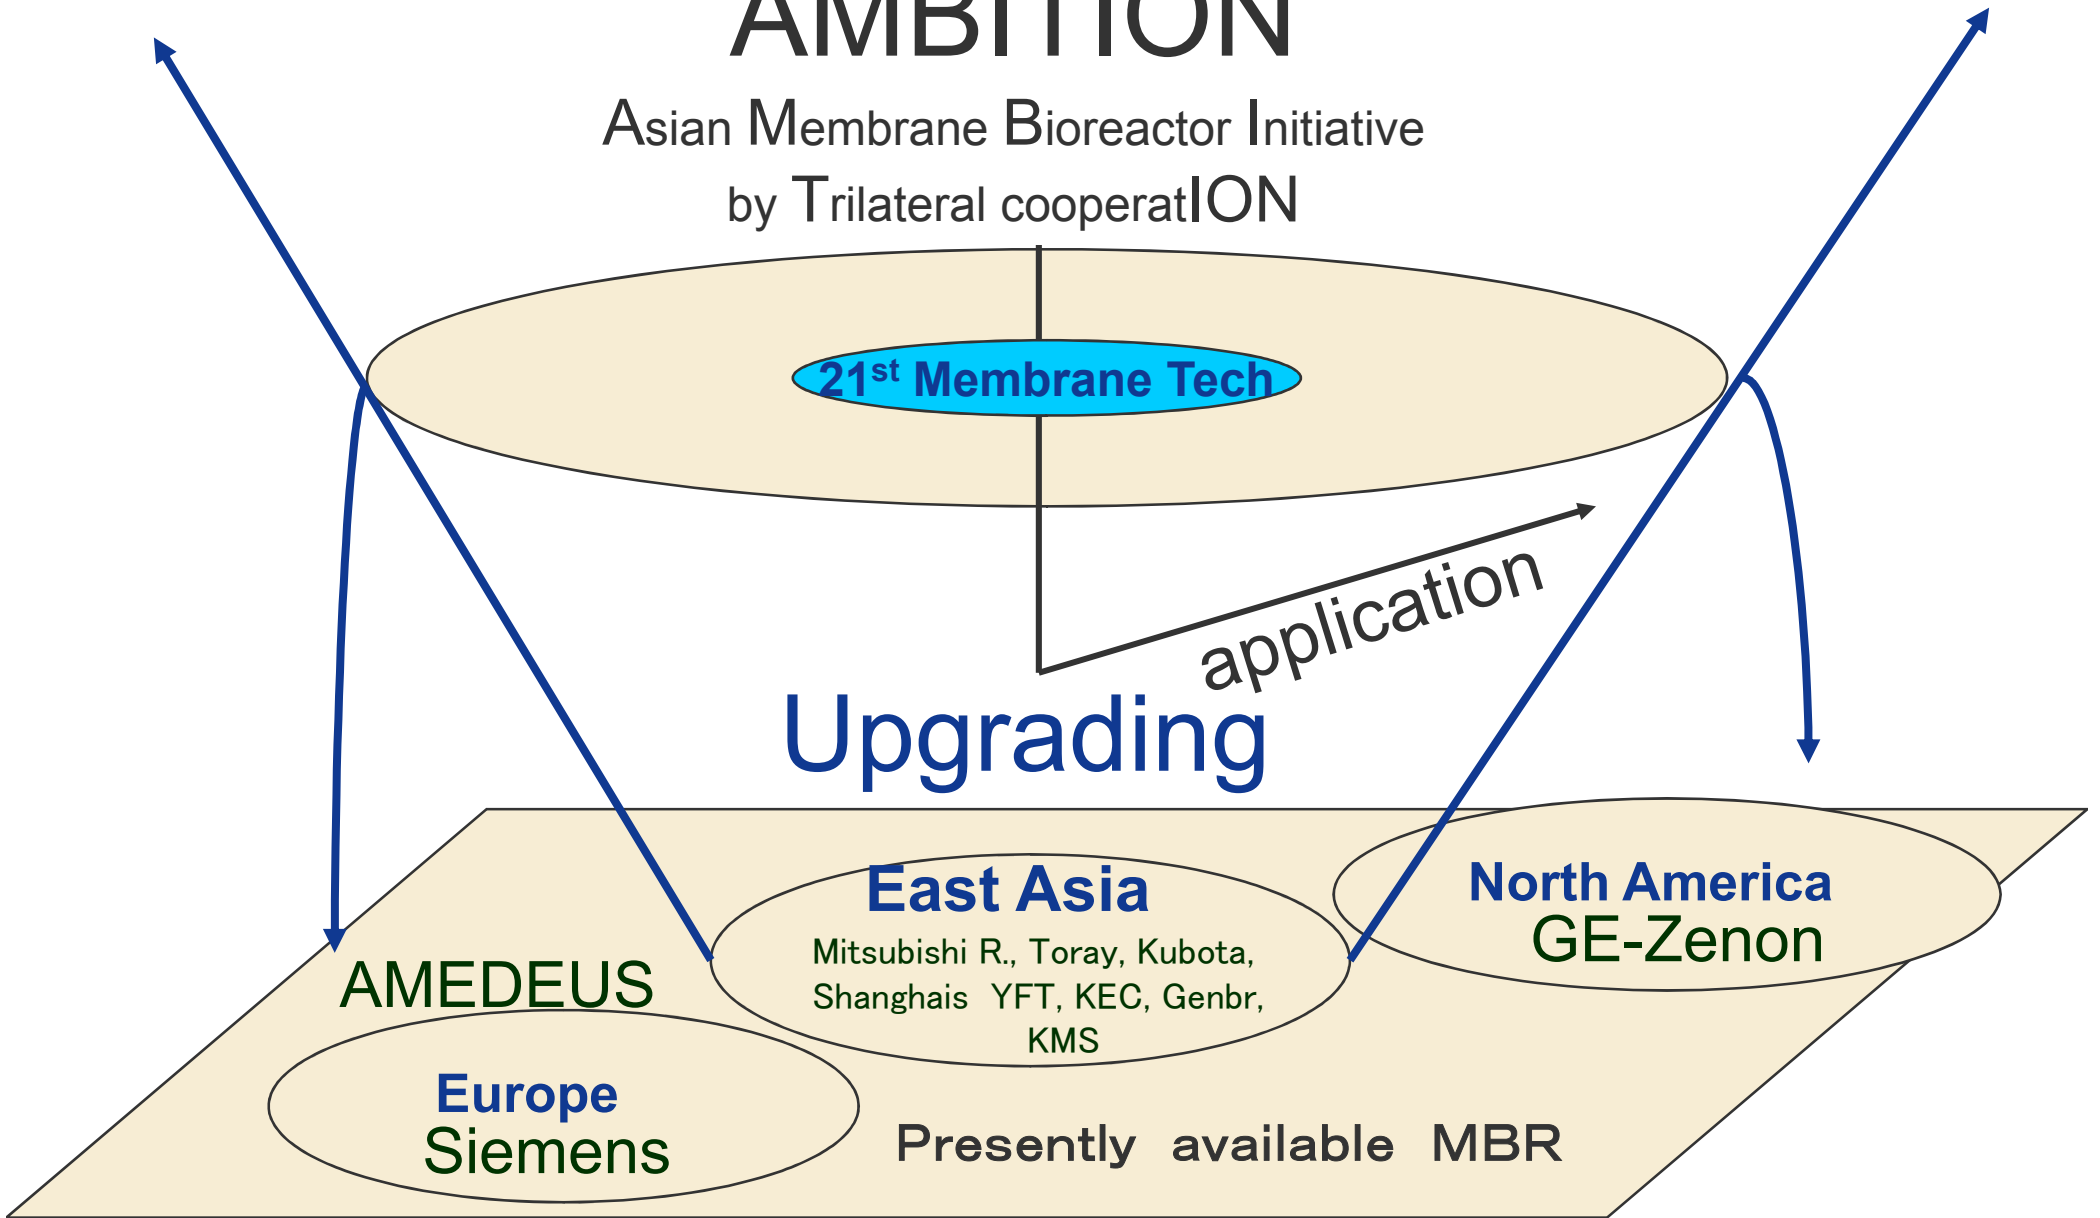 AMBITION
Asian Membrane Bioreactor Initiative
by Trilateral cooperatION
21st Membrane Tech
application
Upgrading
East Asia
Mitsubishi R., Toray, Kubota,
Shanghais YFT, KEC, Genbr,
KMS
North America
GE-Zenon
AMEDEUS
Europe
Siemens
Presently available MBR